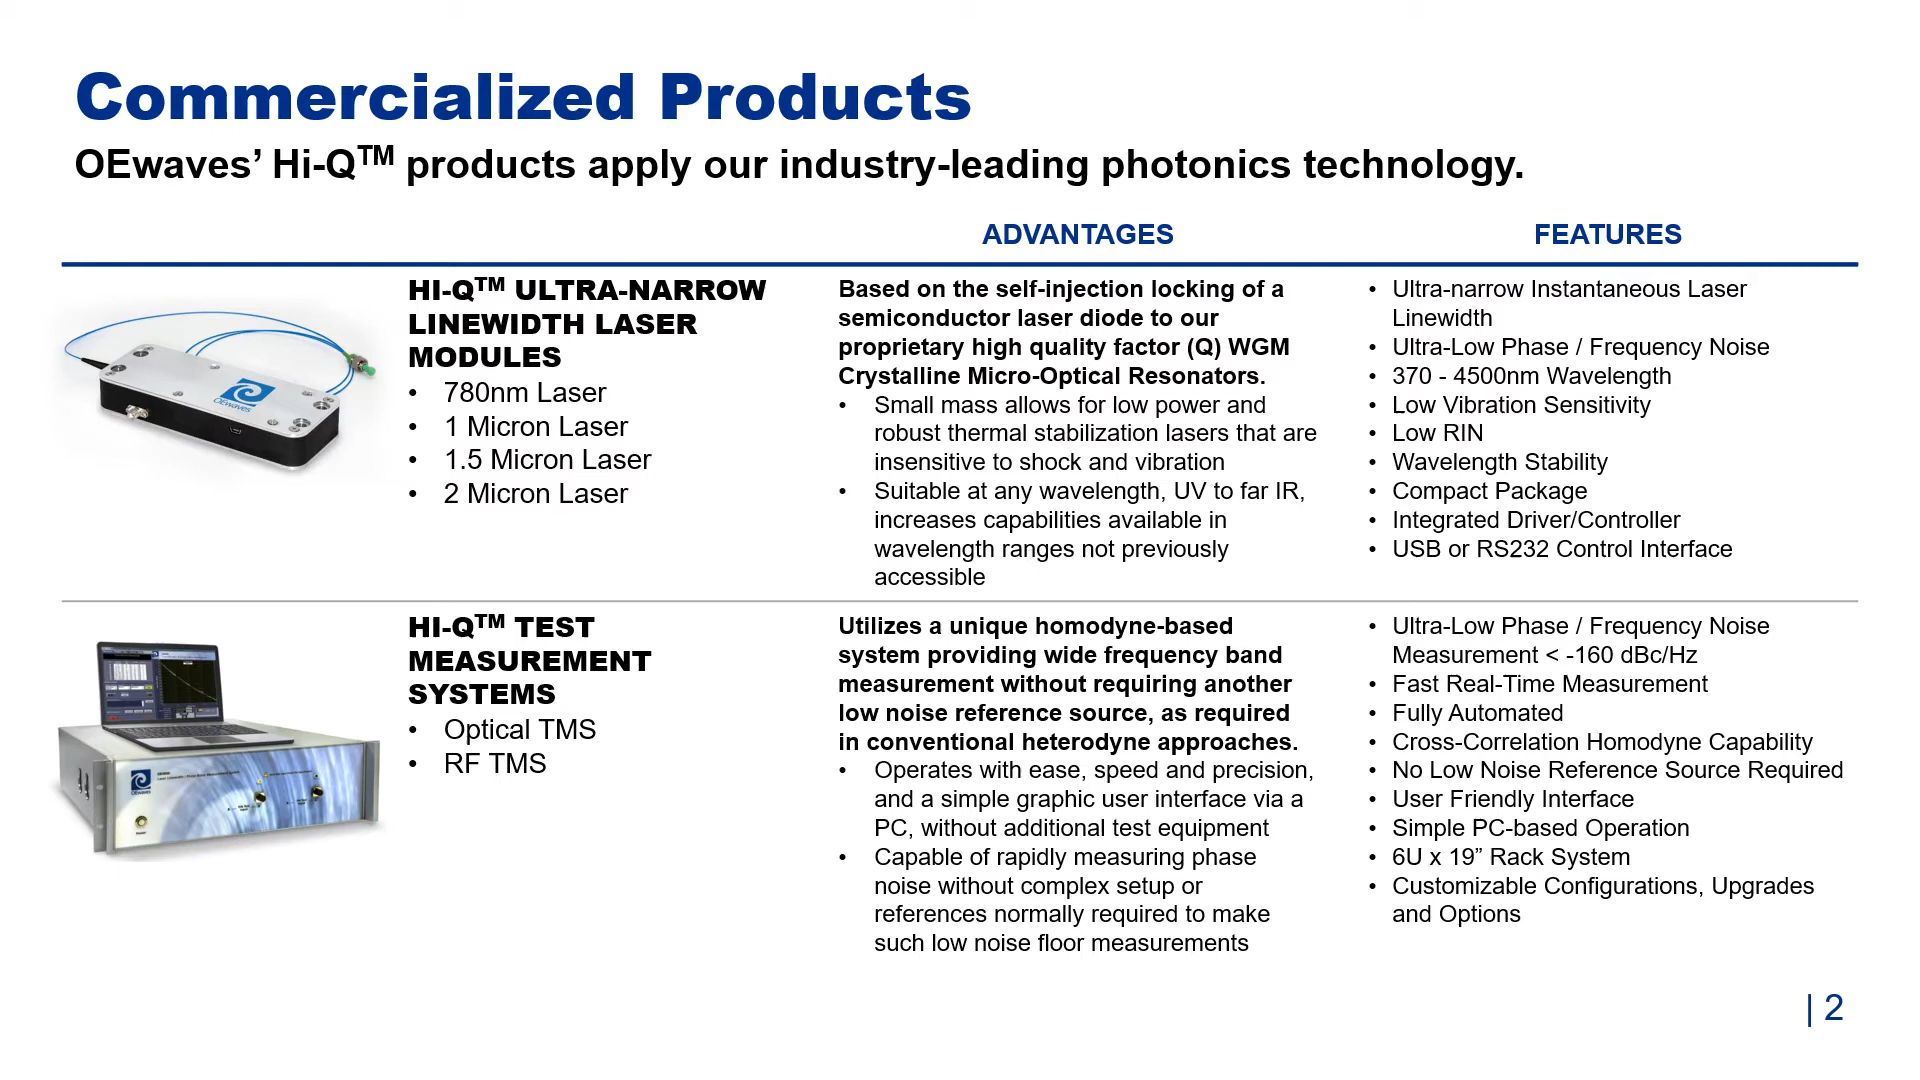 Commercialized Products
OEwaves’ Hi-Q™ products apply our industry-leading photonics technology.
ADVANTAGES
FEATURES
HI-Q™ ULTRA-NARROW
LINEWIDTH LASER
MODULES
• 780nm Laser
• 1 Micron Laser
• 1.5 Micron Laser
• 2 Micron Laser
OEwaves
Based on the self-injection locking of a
semiconductor laser diode to our
proprietary high quality factor (Q) WGM
Crystalline Micro-Optical Resonators.
• Small mass allows for low power and
robust thermal stabilization lasers that are
insensitive to shock and vibration
• Suitable at any wavelength, UV to far IR,
increases capabilities available in
wavelength ranges not previously
accessible
• Ultra-narrow Instantaneous Laser
Linewidth
• Ultra-Low Phase / Frequency Noise
• 370 - 4500nm Wavelength
• Low Vibration Sensitivity
• Low RIN
• Wavelength Stability
• Compact Package
• Integrated Driver/Controller
• USB or RS232 Control Interface
HI-Q™ TEST
MEASUREMENT
SYSTEMS
• Optical TMS
• RF TMS
OEwaves
Utilizes a unique homodyne-based
system providing wide frequency band
measurement without requiring another
low noise reference source, as required
in conventional heterodyne approaches.
• Operates with ease, speed and precision,
and a simple graphic user interface via a
PC, without additional test equipment
• Capable of rapidly measuring phase
noise without complex setup or
references normally required to make
such low noise floor measurements
• Ultra-Low Phase / Frequency Noise
Measurement < -160 dBc/Hz
• Fast Real-Time Measurement
• Fully Automated
• Cross-Correlation Homodyne Capability
• No Low Noise Reference Source Required
• User Friendly Interface
• Simple PC-based Operation
• 6U x 19” Rack System
• Customizable Configurations, Upgrades
and Options
| 2